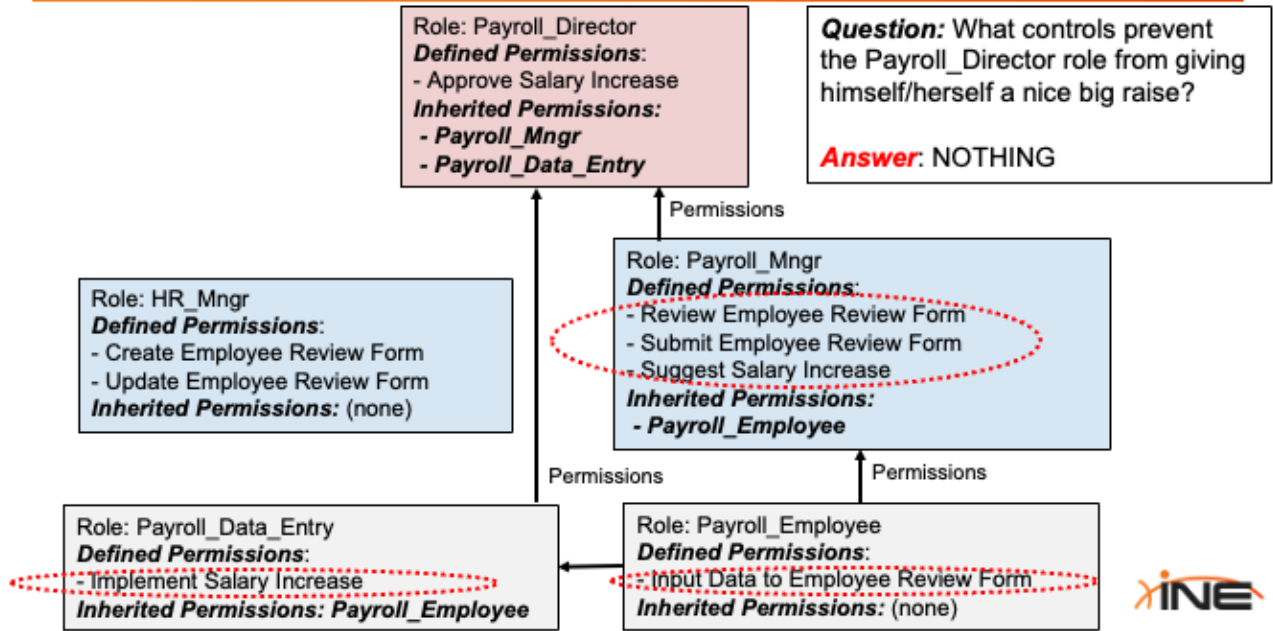 Role: Payroll_Director
Defined Permissions:
- Approve Salary Increase
Inherited Permissions:
- Payroll_Mngr
- Payroll_Data_Entry
Question: What controls prevent
the Payroll_Director role from giving
himself/herself a nice big raise?
Answer: NOTHING
Permissions
Role: HR_Mngr
Defined Permissions:
- Create Employee Review Form
- Update Employee Review Form
Inherited Permissions: (none)
Role: Payroll_Mngr
Defined Permissions:
- Review Employee Review Form
- Submit Employee Review Form
- Suggest Salary Increase
Inherited Permissions:
- Payroll_Employee
Permissions
Permissions
Role: Payroll_Data_Entry
Defined Permissions:
- Implement Salary Increase
Inherited Permissions: Payroll_Employee
Role: Payroll_Employee
Defined Permissions:
- Input Data to Employee Review Form
Inherited Permissions: (none)
INE